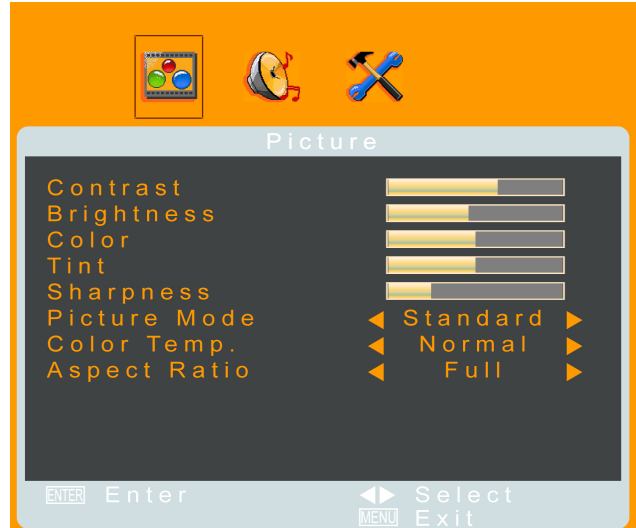 Picture
Contrast
Brightness
Color
Tint
Sharpness
Picture Mode Standard
Color Temp. Normal
Aspect Ratio Full
ENTER Enter Select
MENU Exit